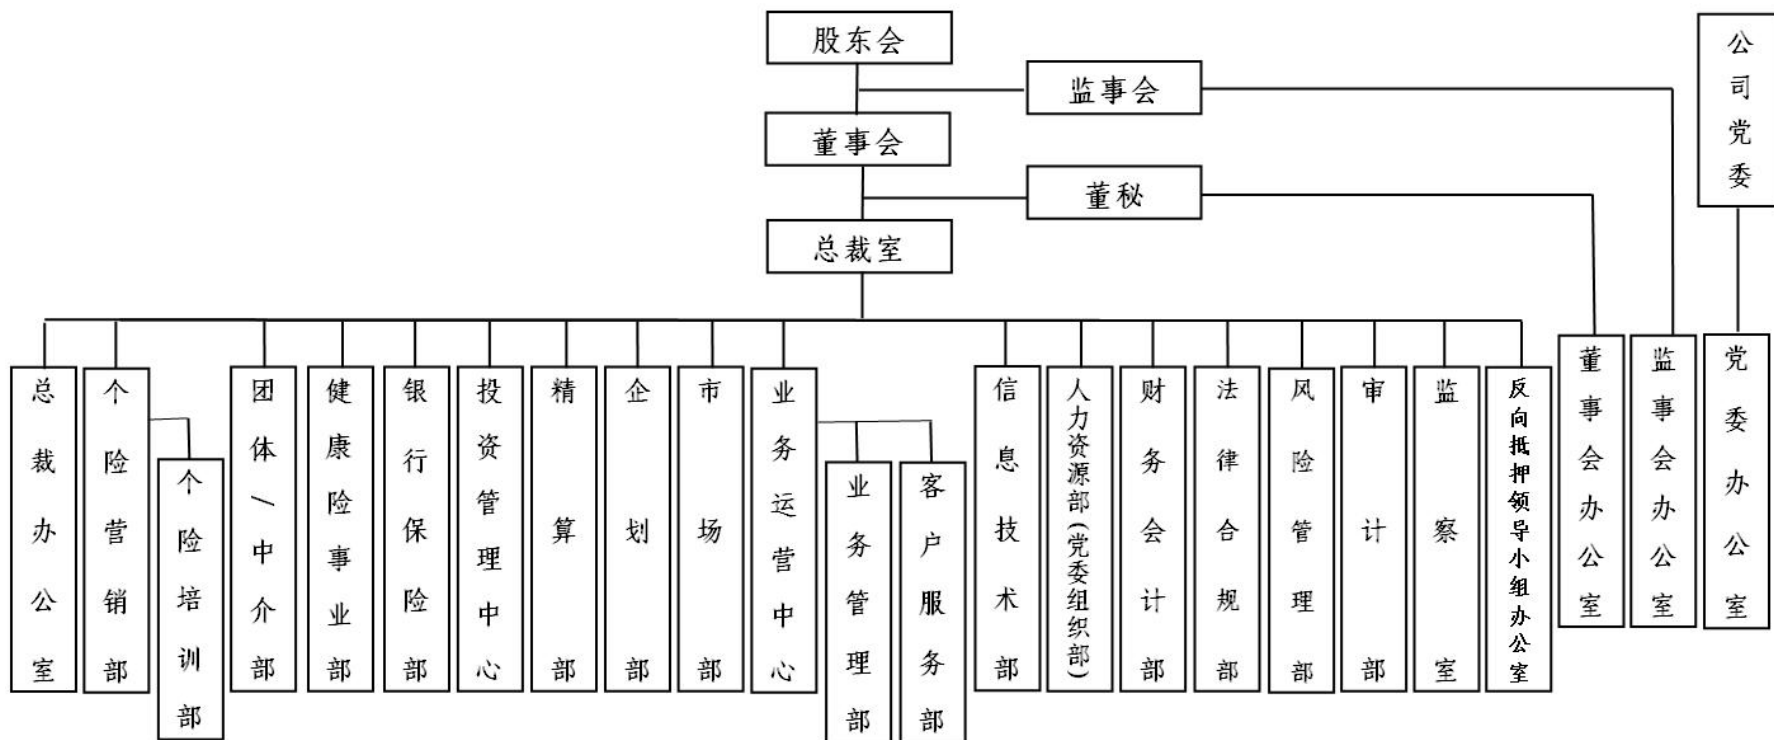 股东会
公司党委
监事会
董事会
董秘
总裁室
总裁办公室
个险营销部
个险培训部
团体/中介部
健康险事业部
银行保险部
投资管理中心
精算部
企划部
市场部
业务运营中心
业务管理部
客户服务部
信息技术部
人力资源部(党委组织部)
财务会计部
法律合规部
风险管理部
审计部
监察室
反向抵押领导小组办公室
董事会办公室
监事会办公室
党委办公室